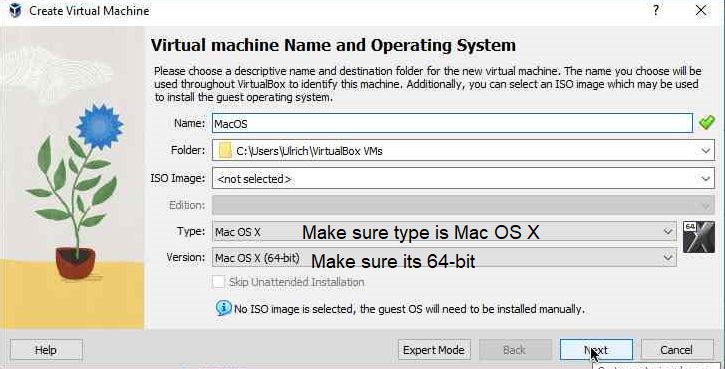 Create Virtual Machine
?
Virtual machine Name and Operating System
Please choose a descriptive name and destination folder for the new virtual machine. The name you choose will be
used throughout VirtualBox to identify this machine. Additionally, you can select an ISO image which may be used
to install the guest operating system.
Name: MacOS
Folder: C:\Users\Ulrich\VirtualBox VMs
ISO Image: <not selected>
Edition:
Type: Mac OS X Make sure type is Mac OS X
64
Version: Mac OS X (64-bit) Make sure its 64-bit
Skip Unattended Installation
No ISO image is selected, the guest OS will need to be installed manually.
Help Expert Mode Back Next Cancel